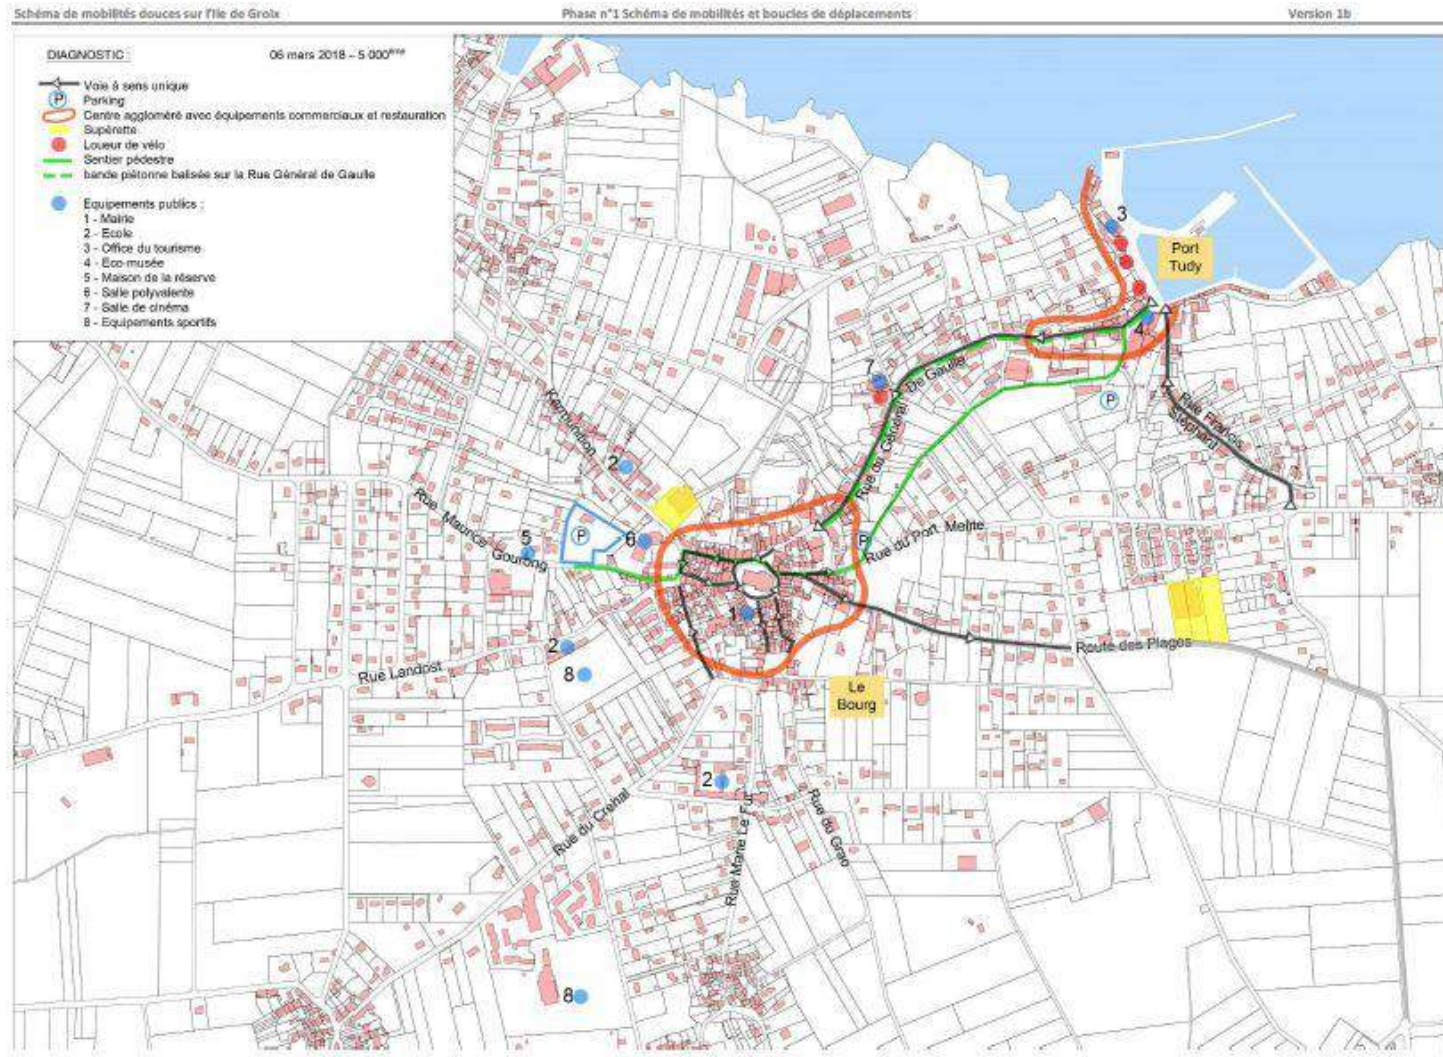 Schéma de mobilités douces sur l'Ile de Groix
Phase n°1 Schéma de mobilités et boucles de déplacements
Version 1b
DIAGNOSTIC :
06 mars 2018 – 5 000ème
Voie à sens unique
P
Parking
Centre aggloméré avec équipements commerciaux et restauration
Supérette
Loueur de vélo
Sentier pédestre
bande piétonne balisée sur la Rue Général de Gaulle
Equipements publics :
1 - Mairie
2 - Ecole
3 - Office du tourisme
4 - Eco-musée
5 - Maison de la réserve
6 - Salle polyvalente
7 - Salle de cinéma
8 - Equipements sportifs
3
Port
Tudy
4
7
Rue du Général De Gaulle
P
Rue Francis
Stéphant
Kermunition
2
Rue Maurice Gourong
5
P
6
P
Rue du Port Melite
1
2
8
Rue Landost
Route des Plages
Le
Bourg
2
Rue du Crehal
Rue Marie Le F
Rue du Grao
8